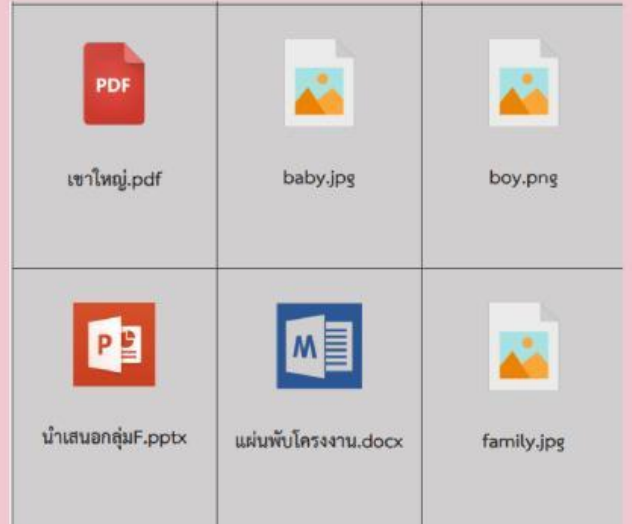 PDF
เขาใหญ่.pdf
baby.jpg
boy.png
P
นำเสนอกลุ่มF.pptx
W
แผ่นพับโครงงาน.docx
family.jpg